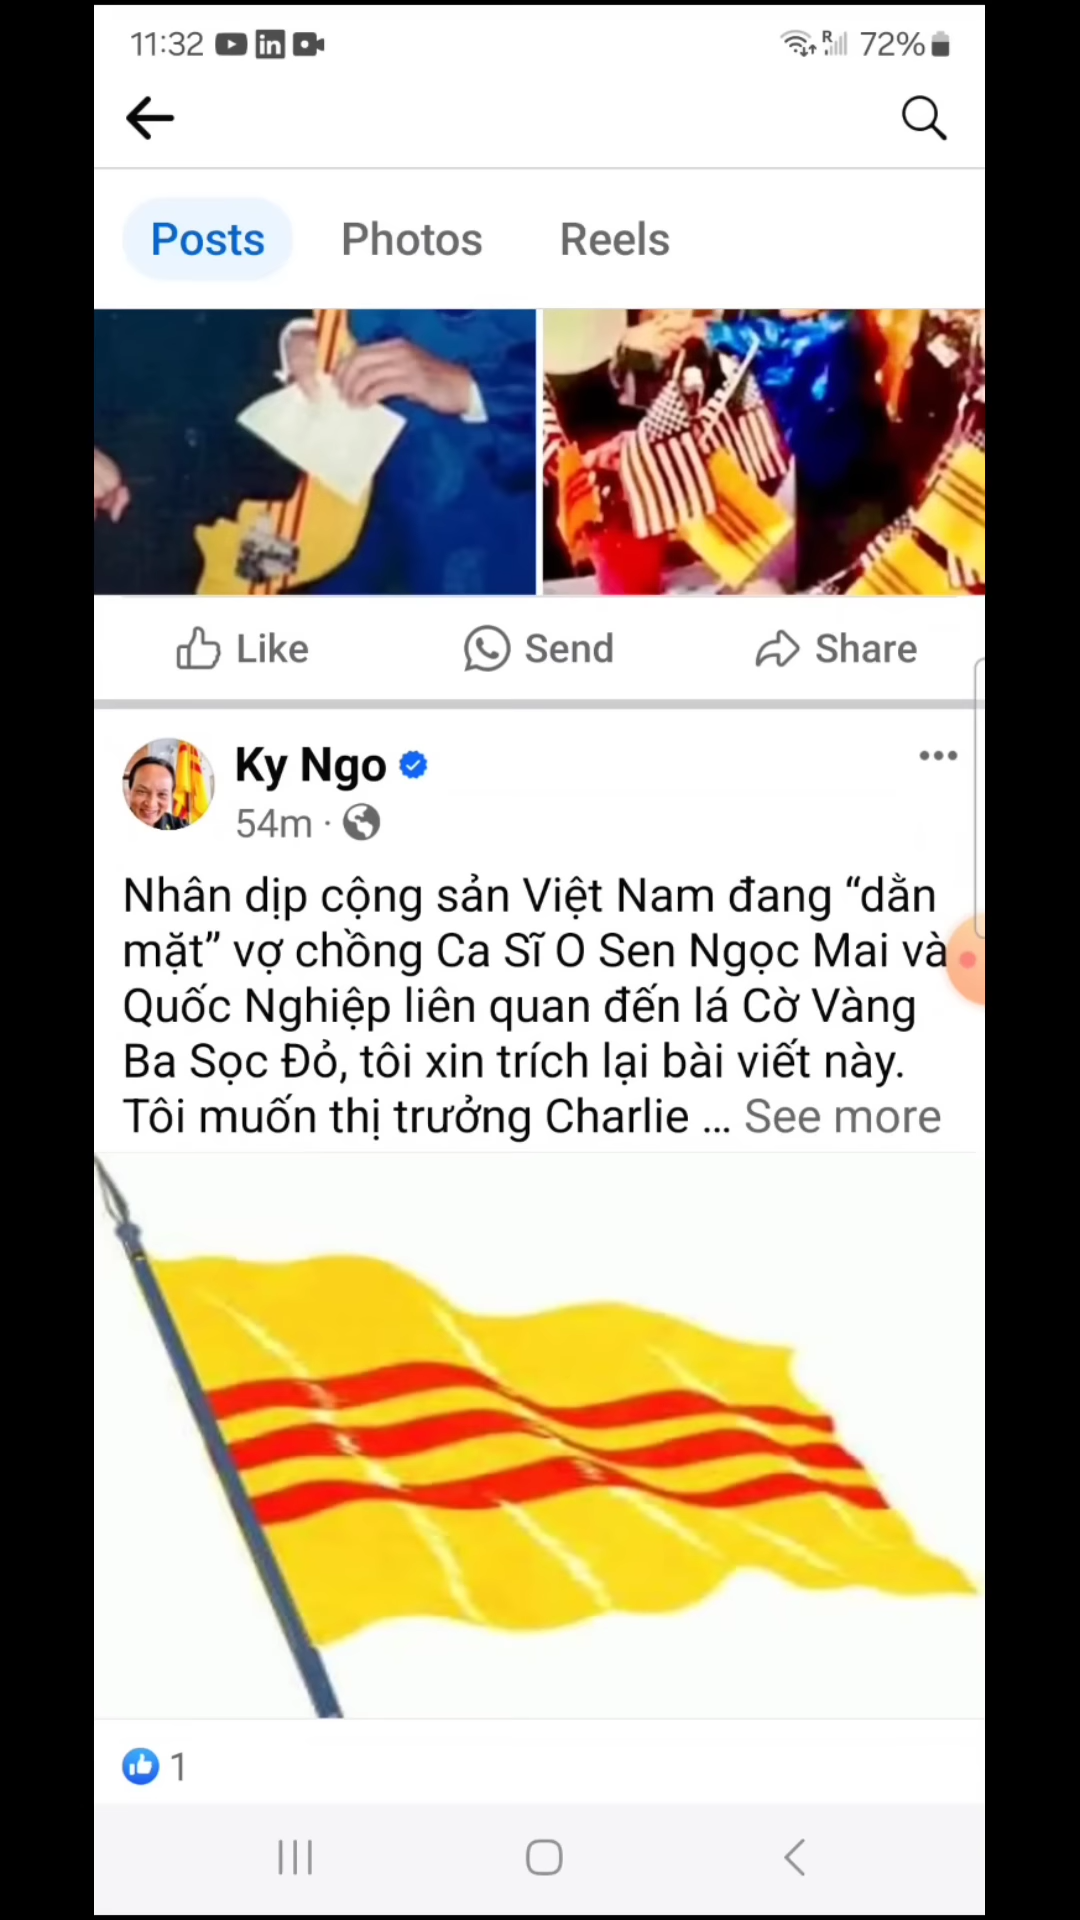 11:32
72%
Posts Photos Reels
Like Send Share
Ky Ngo
54m ·
Nhân dịp cộng sản Việt Nam đang “dằn
mặt” vợ chồng Ca Sĩ O Sen Ngọc Mai và
Quốc Nghiệp liên quan đến lá Cờ Vàng
Ba Sọc Đỏ, tôi xin trích lại bài viết này.
Tôi muốn thị trưởng Charlie ... See more
1